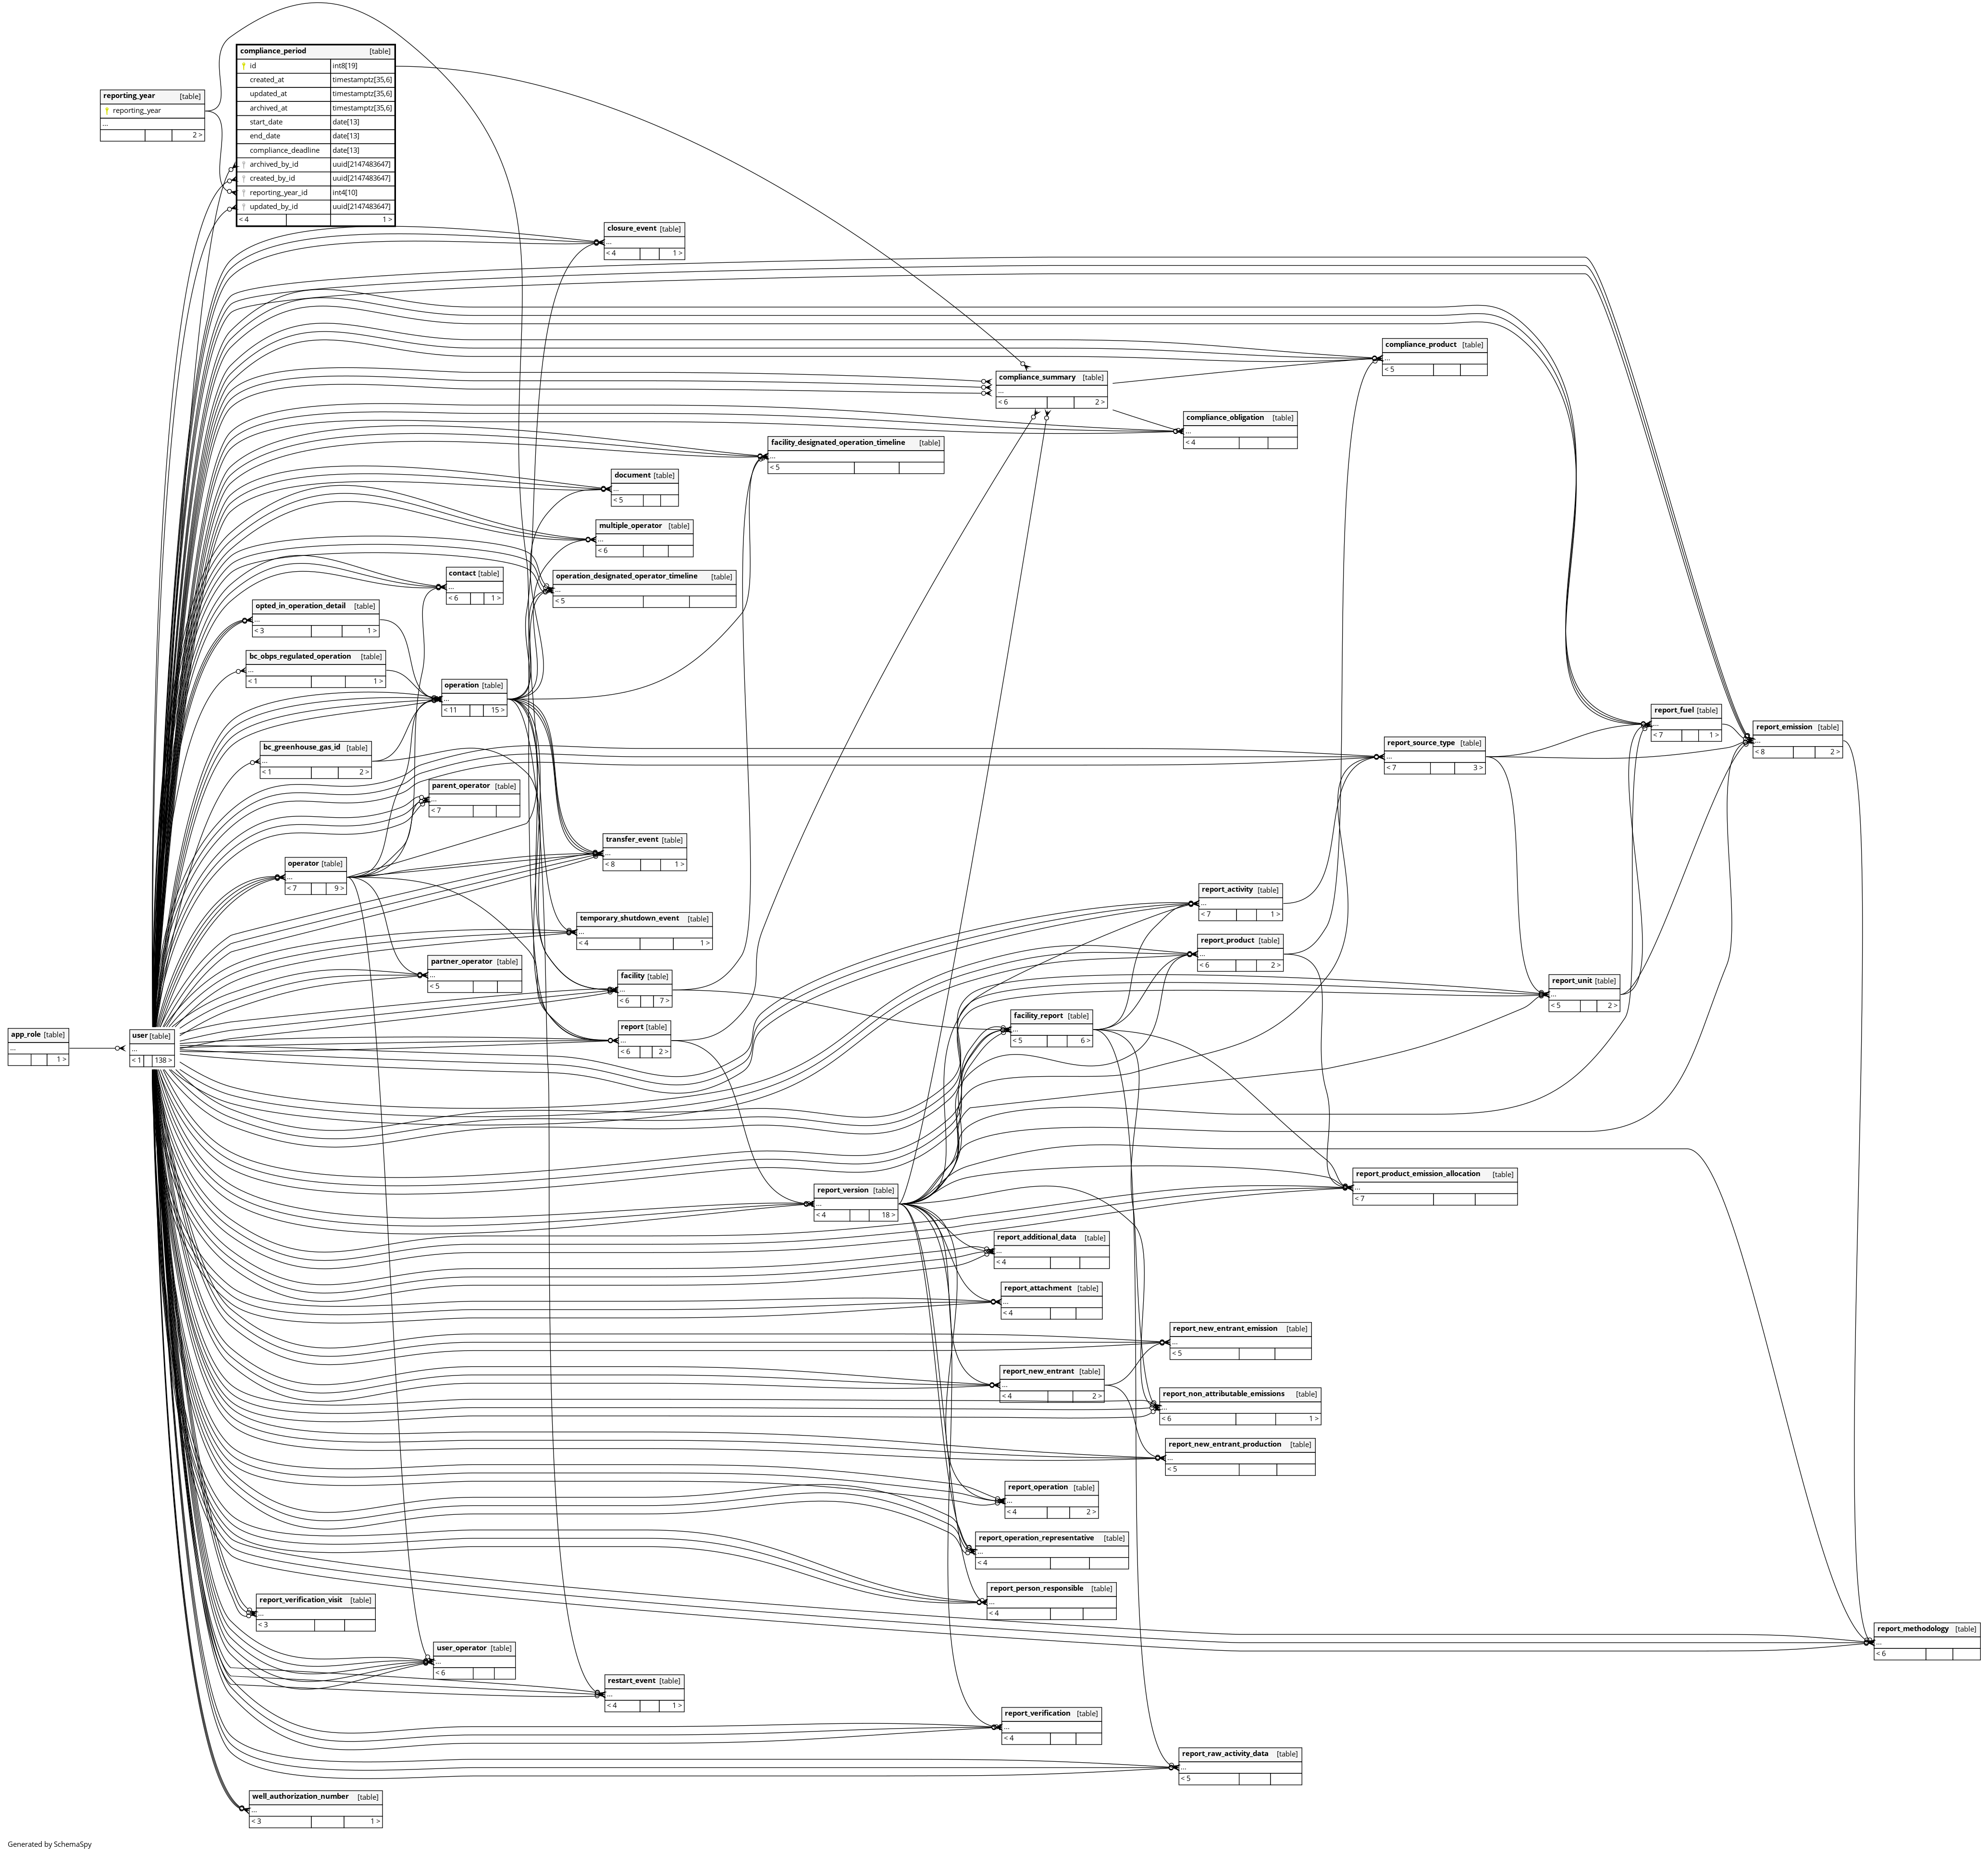 compliance_period [table]
id int8[19]
created_at timestamptz[35,6]
updated_at timestamptz[35,6]
archived_at timestamptz[35,6]
start_date date[13]
end_date date[13]
compliance_deadline date[13]
archived_by_id uuid[2147483647]
created_by_id uuid[2147483647]
reporting_year_id int4[10]
updated_by_id uuid[2147483647]
< 4 1 >
reporting_year [table]
reporting_year
...
2 >
closure_event [table]
...
< 4 1 >
compliance_product [table]
...
< 5
compliance_summary [table]
...
< 6 2 >
compliance_obligation [table]
...
< 4
facility_designated_operation_timeline [table]
...
< 5
document [table]
...
< 5
multiple_operator [table]
...
< 6
contact [table]
...
< 6 1 >
operation_designated_operator_timeline [table]
...
< 5
opted_in_operation_detail [table]
...
< 3 1 >
bc_obps_regulated_operation [table]
...
< 1 1 >
operation [table]
...
< 11 15 >
report_fuel [table]
...
< 7 1 >
report_emission [table]
...
< 8 2 >
bc_greenhouse_gas_id [table]
...
< 1 2 >
report_source_type [table]
...
< 7 3 >
parent_operator [table]
...
< 7
transfer_event [table]
...
< 8 1 >
operator [table]
...
< 7 9 >
report_activity [table]
...
< 7 1 >
temporary_shutdown_event [table]
...
< 4 1 >
report_product [table]
...
< 6 2 >
partner_operator [table]
...
< 5
facility [table]
...
< 6 7 >
report_unit [table]
...
< 5 2 >
facility_report [table]
...
< 5 6 >
report [table]
...
< 6 2 >
app_role [table]
...
1 >
user [table]
...
< 1 138 >
report_product_emission_allocation [table]
...
< 7
report_version [table]
...
< 4 18 >
report_additional_data [table]
...
< 4
report_attachment [table]
...
< 4
report_new_entrant_emission [table]
...
< 5
report_new_entrant [table]
...
< 4 2 >
report_non_attributable_emissions [table]
...
< 6 1 >
report_new_entrant_production [table]
...
< 5
report_operation [table]
...
< 4 2 >
report_operation_representative [table]
...
< 4
report_person_responsible [table]
...
< 4
report_verification_visit [table]
...
< 3
report_methodology [table]
...
< 6
user_operator [table]
...
< 6
restart_event [table]
...
< 4 1 >
report_verification [table]
...
< 4
report_raw_activity_data [table]
...
< 5
well_authorization_number [table]
...
< 3 1 >
Generated by SchemaSpy